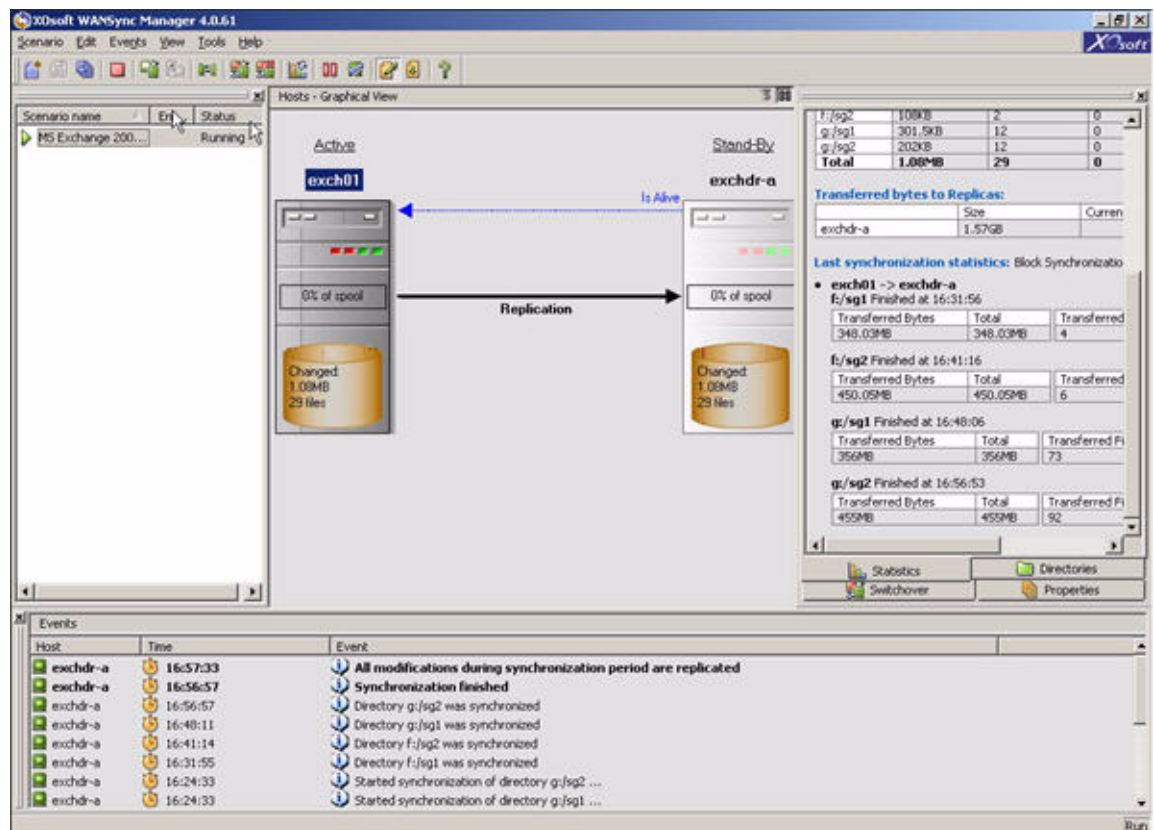 XOsoft WANSync Manager 4.0.61
Scenario Edit Events View Tools Help
XOsoft
Scenario name En Status
MS Exchange 200... Running
Hosts - Graphical View
Active Stand-By
exch01 exchdr-a
Is Alive
0% of spool 0% of spool
Replication
Changed: Changed:
1.08MB 1.08MB
29 files 29 files
f:/sg2 108KB 2 0
g:/sg1 301.5KB 12 0
g:/sg2 202KB 12 0
Total 1.08MB 29 0
Transferred bytes to Replicas:
Size Curren
exchdr-a 1.57GB
Last synchronization statistics: Block Synchronizatio
• exch01 -> exchdr-a
f:/sg1 Finished at 16:31:56
Transferred Bytes Total Transferred
348.03MB 348.03MB 4
f:/sg2 Finished at 16:41:16
Transferred Bytes Total Transferred
450.05MB 450.05MB 6
g:/sg1 Finished at 16:48:06
Transferred Bytes Total Transferred Fi
356MB 356MB 73
g:/sg2 Finished at 16:56:53
Transferred Bytes Total Transferred Fi
455MB 455MB 92
Statistics Directories
Switchover Properties
Events
Host Time Event
exchdr-a 16:57:33 All modifications during synchronization period are replicated
exchdr-a 16:56:57 Synchronization finished
exchdr-a 16:56:57 Directory g:/sg2 was synchronized
exchdr-a 16:48:11 Directory g:/sg1 was synchronized
exchdr-a 16:41:14 Directory f:/sg2 was synchronized
exchdr-a 16:31:55 Directory f:/sg1 was synchronized
exchdr-a 16:24:33 Started synchronization of directory g:/sg2 ...
exchdr-a 16:24:33 Started synchronization of directory g:/sg1 ...
Run